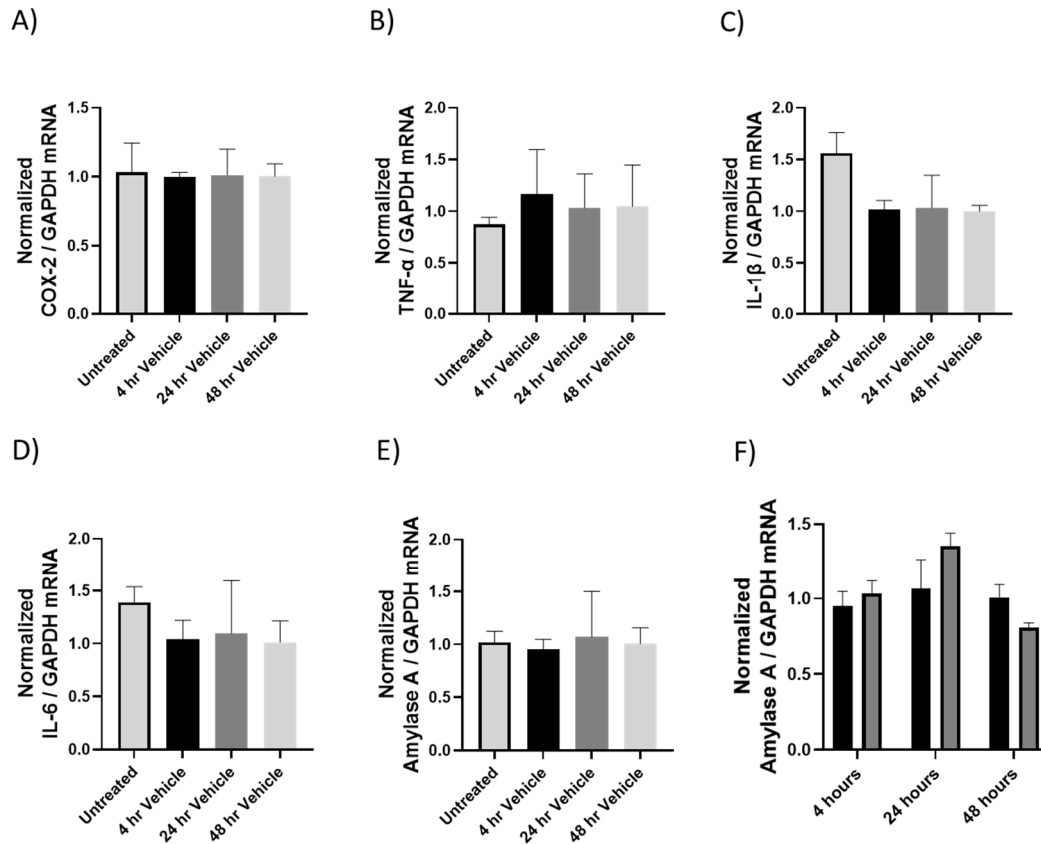 A)
Normalized
COX-2 / GAPDH mRNA
1.5
1.0
0.5
0.0
Untreated
4 hr Vehicle
24 hr Vehicle
48 hr Vehicle
B)
Normalized
TNF-α / GAPDH mRNA
2.0
1.5
1.0
0.5
0.0
Untreated
4 hr Vehicle
24 hr Vehicle
48 hr Vehicle
C)
Normalized
IL-1β / GAPDH mRNA
2.0
1.5
1.0
0.5
0.0
Untreated
4 hr Vehicle
24 hr Vehicle
48 hr Vehicle
D)
Normalized
IL-6 / GAPDH mRNA
2.0
1.5
1.0
0.5
0.0
Untreated
4 hr Vehicle
24 hr Vehicle
48 hr Vehicle
E)
Normalized
Amylase A / GAPDH mRNA
2.0
1.5
1.0
0.5
0.0
Untreated
4 hr Vehicle
24 hr Vehicle
48 hr Vehicle
F)
Normalized
Amylase A / GAPDH mRNA
1.5
1.0
0.5
0.0
4 hours
24 hours
48 hours